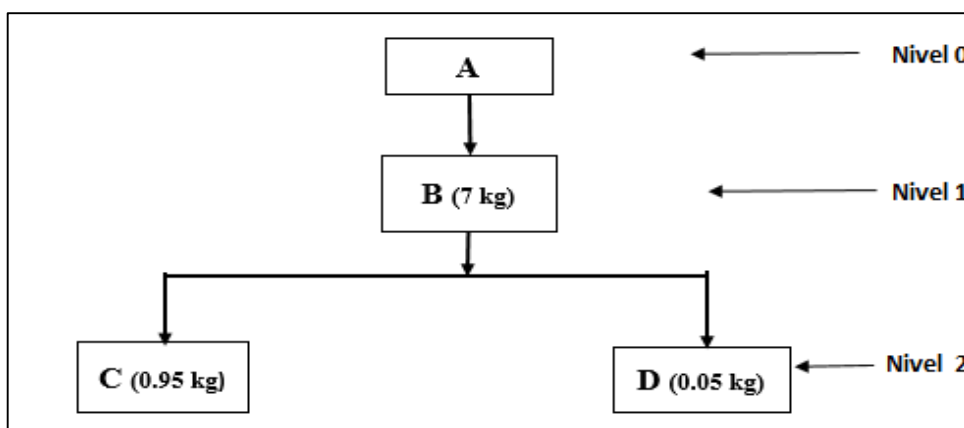 A
Nivel 0
B (7 kg)
Nivel 1
C (0.95 kg)
D (0.05 kg)
Nivel 2